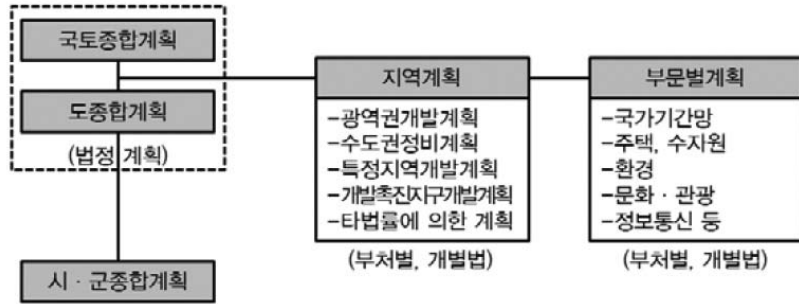 국토종합계획
도종합계획
(법정 계획)
시 · 군종합계획
지역계획
-광역권개발계획
-수도권정비계획
-특정지역개발계획
-개발촉진지구개발계획
-타법률에 의한 계획
(부처별, 개별법)
부문별계획
-국가기간망
-주택, 수자원
-환경
-문화 · 관광
-정보통신 등
(부처별, 개별법)